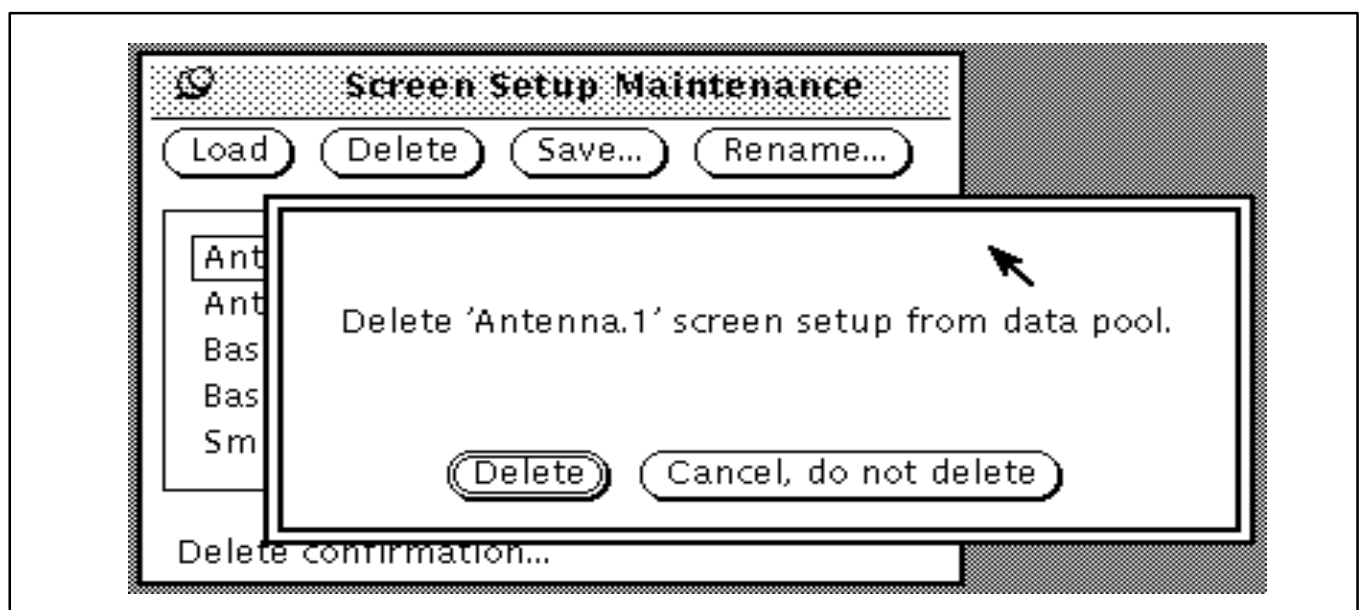 Screen Setup Maintenance
Load Delete Save... Rename...
Ant
Ant
Bas
Bas
Sm
Delete 'Antenna.1' screen setup from data pool.
Delete Cancel, do not delete
Delete confirmation...